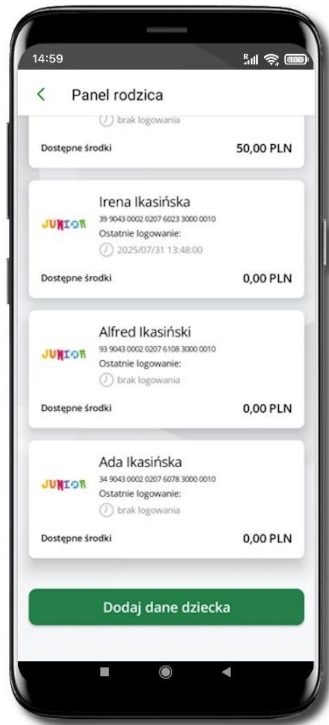 14:59
Panel rodzica
brak logowania
Dostępne środki 50,00 PLN
Irena Ikasińska
JUNIOR
39 9043 0002 0207 6023 3000 0010
Ostatnie logowanie:
2025/07/31 13:48:00
Dostępne środki 0,00 PLN
Alfred Ikasiński
JUNIOR
93 9043 0002 0207 6108 3000 0010
Ostatnie logowanie:
brak logowania
Dostępne środki 0,00 PLN
Ada Ikasińska
JUNIOR
34 9043 0002 0207 6078 3000 0010
Ostatnie logowanie:
brak logowania
Dostępne środki 0,00 PLN
Dodaj dane dziecka